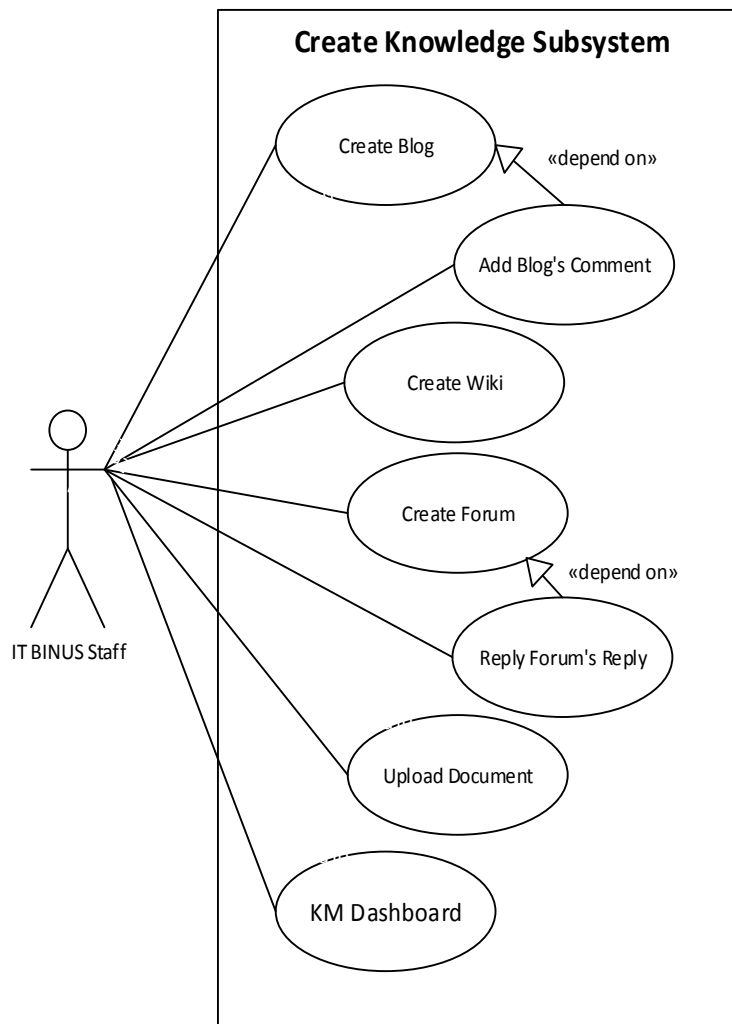 Create Knowledge Subsystem
Create Blog
«depend on»
Add Blog's Comment
Create Wiki
Create Forum
«depend on»
IT BINUS Staff
Reply Forum's Reply
Upload Document
KM Dashboard